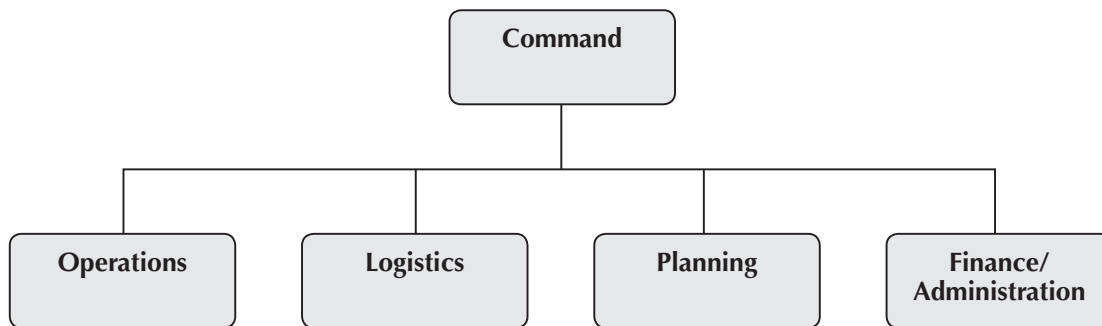 Command
Operations
Logistics
Planning
Finance/
Administration